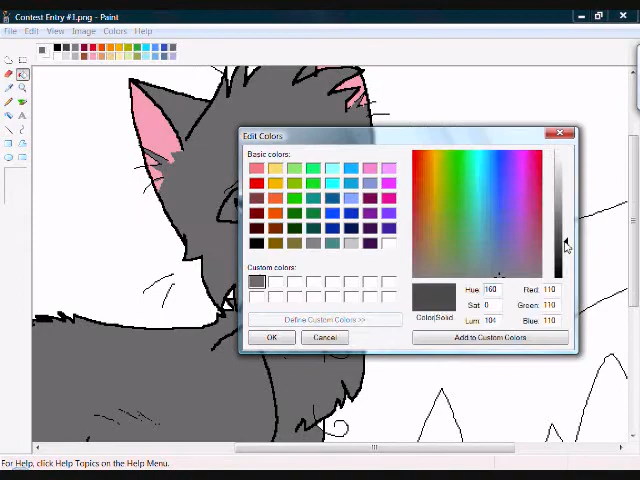 Contest Entry #1.png - Paint
File Edit View Image Colors Help
Edit Colors
Basic colors:
Custom colors:
Define Custom Colors >>
OK Cancel
Color|Solid
Hue: 160 Red: 110
Sat: 0 Green: 110
Lum: 104 Blue: 110
Add to Custom Colors
For Help, click Help Topics on the Help Menu.